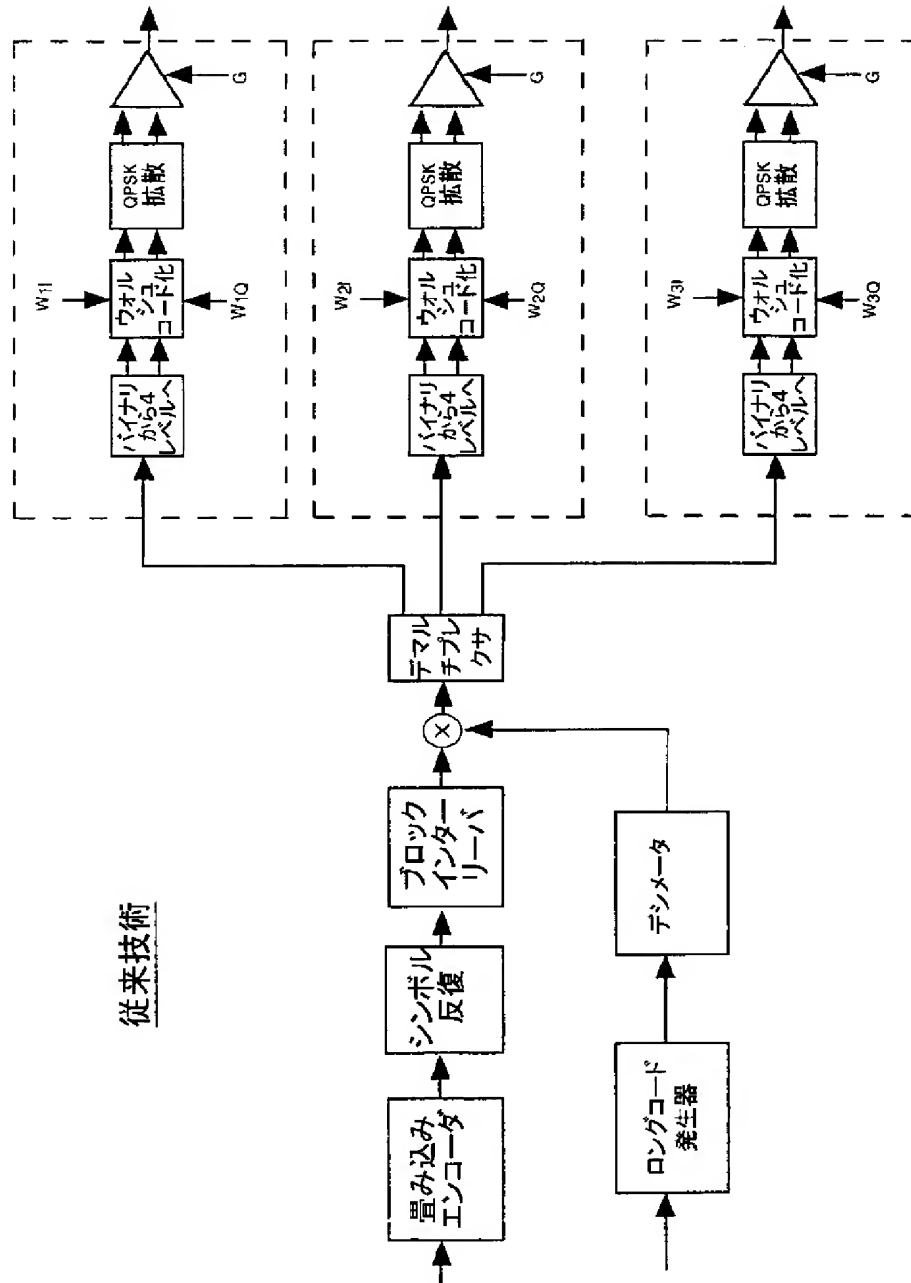 従来技術
畳み込み
エンコーダ
シンボル
反復
ブロック
インター
リーバ
X
ロングコード
発生器
デシメータ
デマル
チプレ
クサ
バイナリ
から4
レベルへ
W1I
ウォル
シュ
コード化
W1Q
QPSK
拡散
G
バイナリ
から4
レベルへ
W2I
ウォル
シュ
コード化
W2Q
QPSK
拡散
G
バイナリ
から4
レベルへ
W3I
ウォル
シュ
コード化
W3Q
QPSK
拡散
G